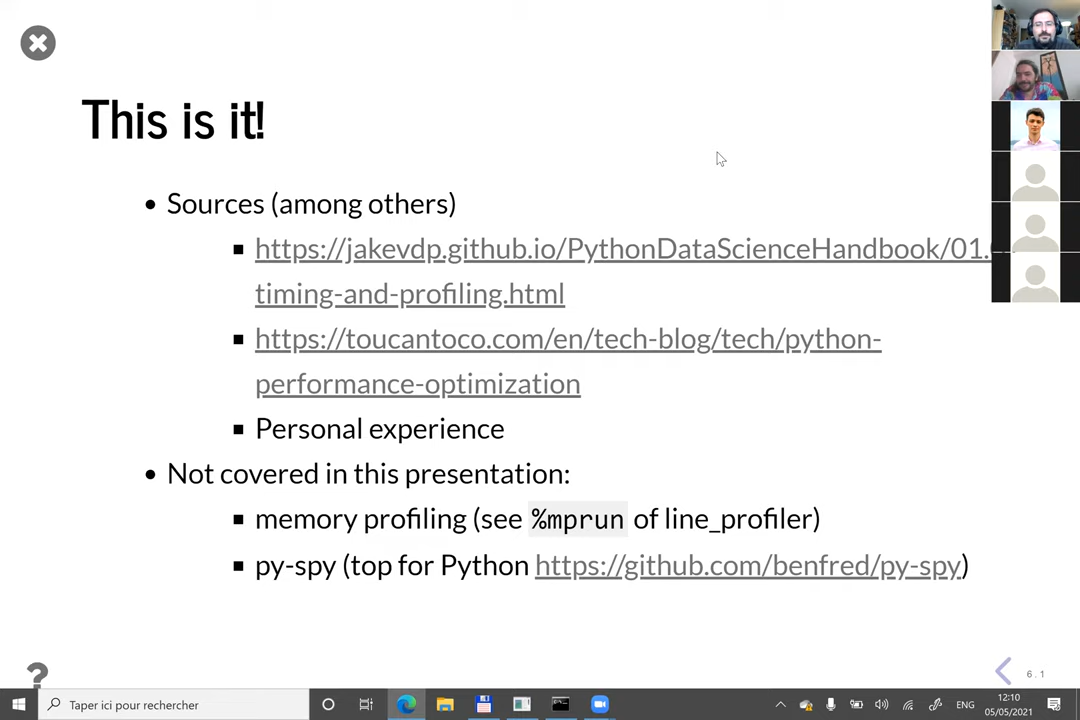 This is it!
Sources (among others)
https://jakevdp.github.io/PythonDataScienceHandbook/01.
timing-and-profiling.html
https://toucantoco.com/en/tech-blog/tech/python-
performance-optimization
Personal experience
Not covered in this presentation:
memory profiling (see %mprun of line_profiler)
py-spy (top for Python https://github.com/benfred/py-spy)
?
6.1
Taper ici pour rechercher
ENG
12:10
05/05/2021